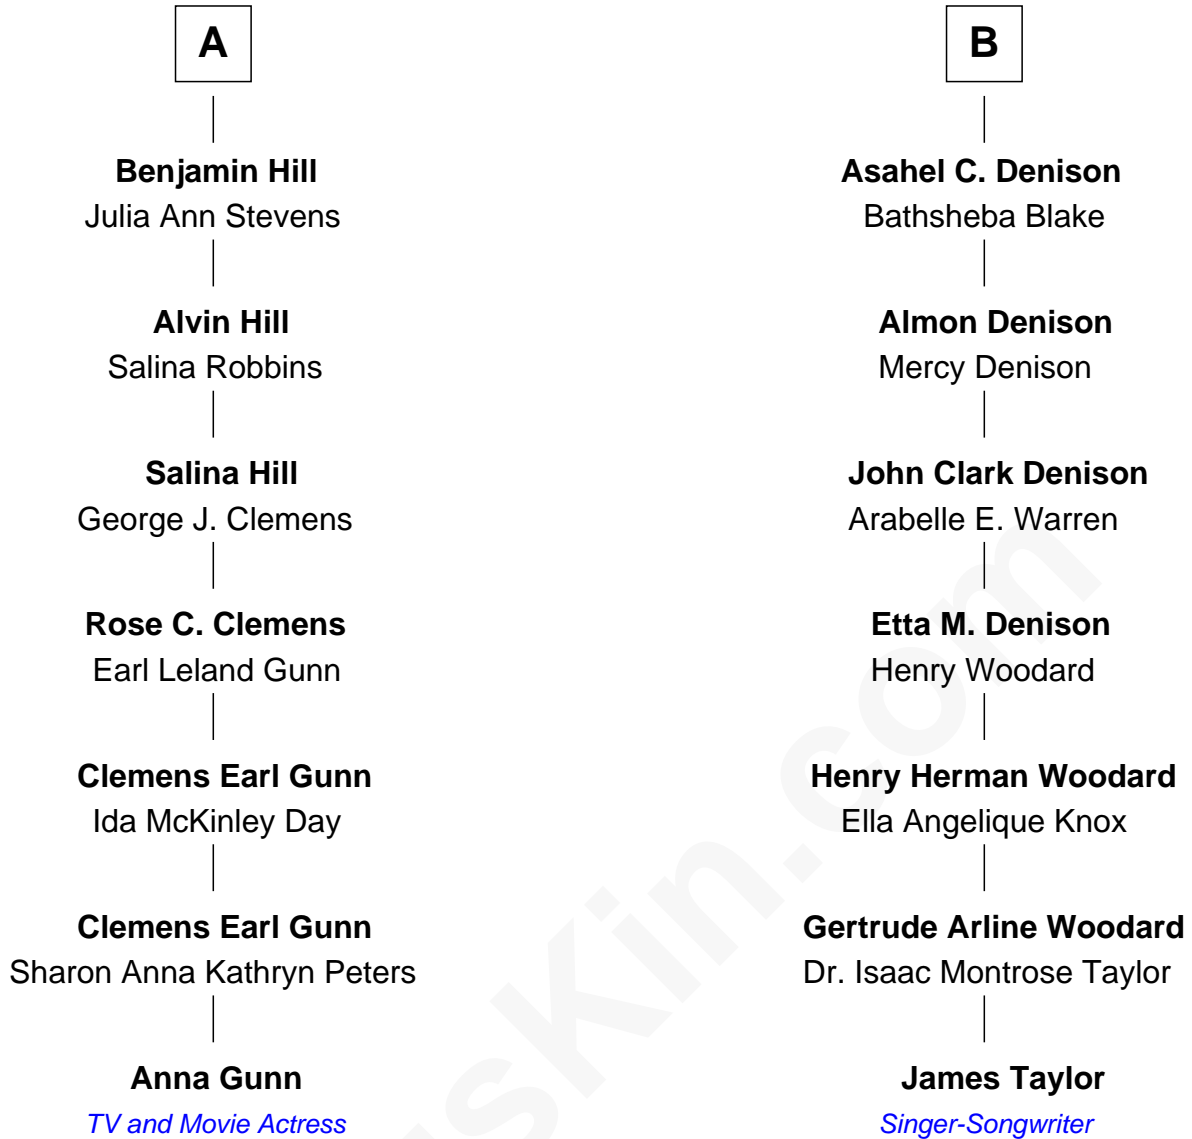 A
Benjamin Hill
Julia Ann Stevens
Alvin Hill
Salina Robbins
Salina Hill
George J. Clemens
Rose C. Clemens
Earl Leland Gunn
Clemens Earl Gunn
Ida McKinley Day
Clemens Earl Gunn
Sharon Anna Kathryn Peters
Anna Gunn
TV and Movie Actress
B
Asahel C. Denison
Bathsheba Blake
Almon Denison
Mercy Denison
John Clark Denison
Arabelle E. Warren
Etta M. Denison
Henry Woodard
Henry Herman Woodard
Ella Angelique Knox
Gertrude Arline Woodard
Dr. Isaac Montrose Taylor
James Taylor
Singer-Songwriter